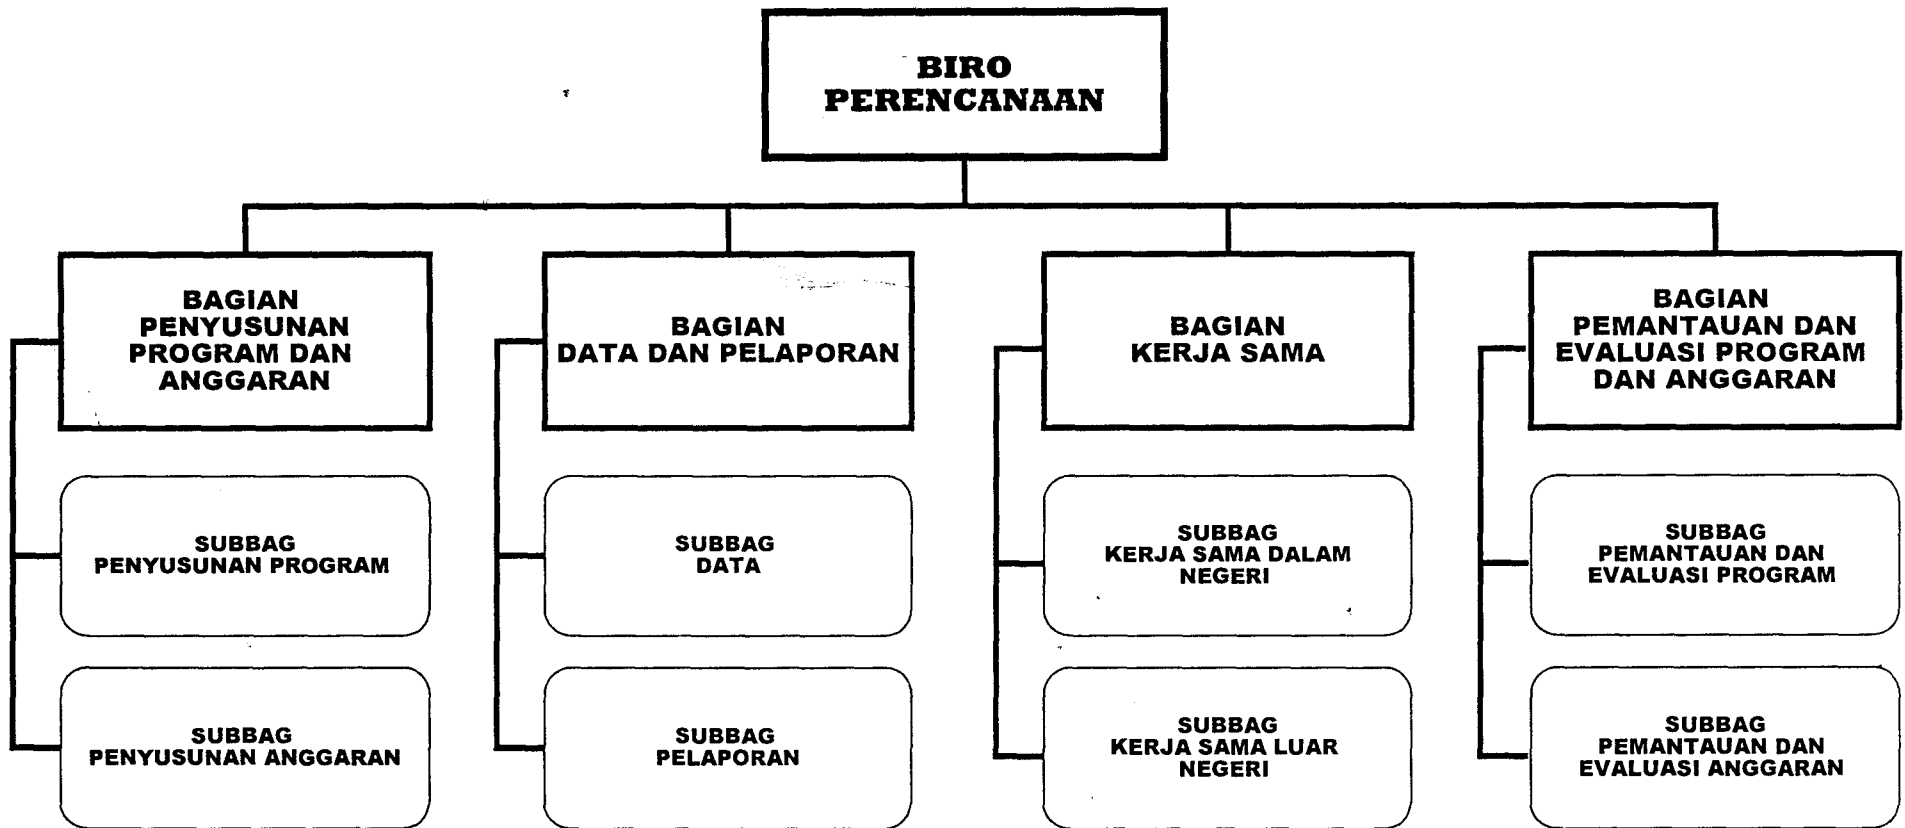 BIRO
PERENCANAAN
BAGIAN
PENYUSUNAN
PROGRAM DAN
ANGGARAN
BAGIAN
DATA DAN PELAPORAN
BAGIAN
KERJA SAMA
BAGIAN
PEMANTAUAN DAN
EVALUASI PROGRAM
DAN ANGGARAN
SUBBAG
PENYUSUNAN PROGRAM
SUBBAG
DATA
SUBBAG
KERJA SAMA DALAM
NEGERI
SUBBAG
PEMANTAUAN DAN
EVALUASI PROGRAM
SUBBAG
PENYUSUNAN ANGGARAN
SUBBAG
PELAPORAN
SUBBAG
KERJA SAMA LUAR
NEGERI
SUBBAG
PEMANTAUAN DAN
EVALUASI ANGGARAN